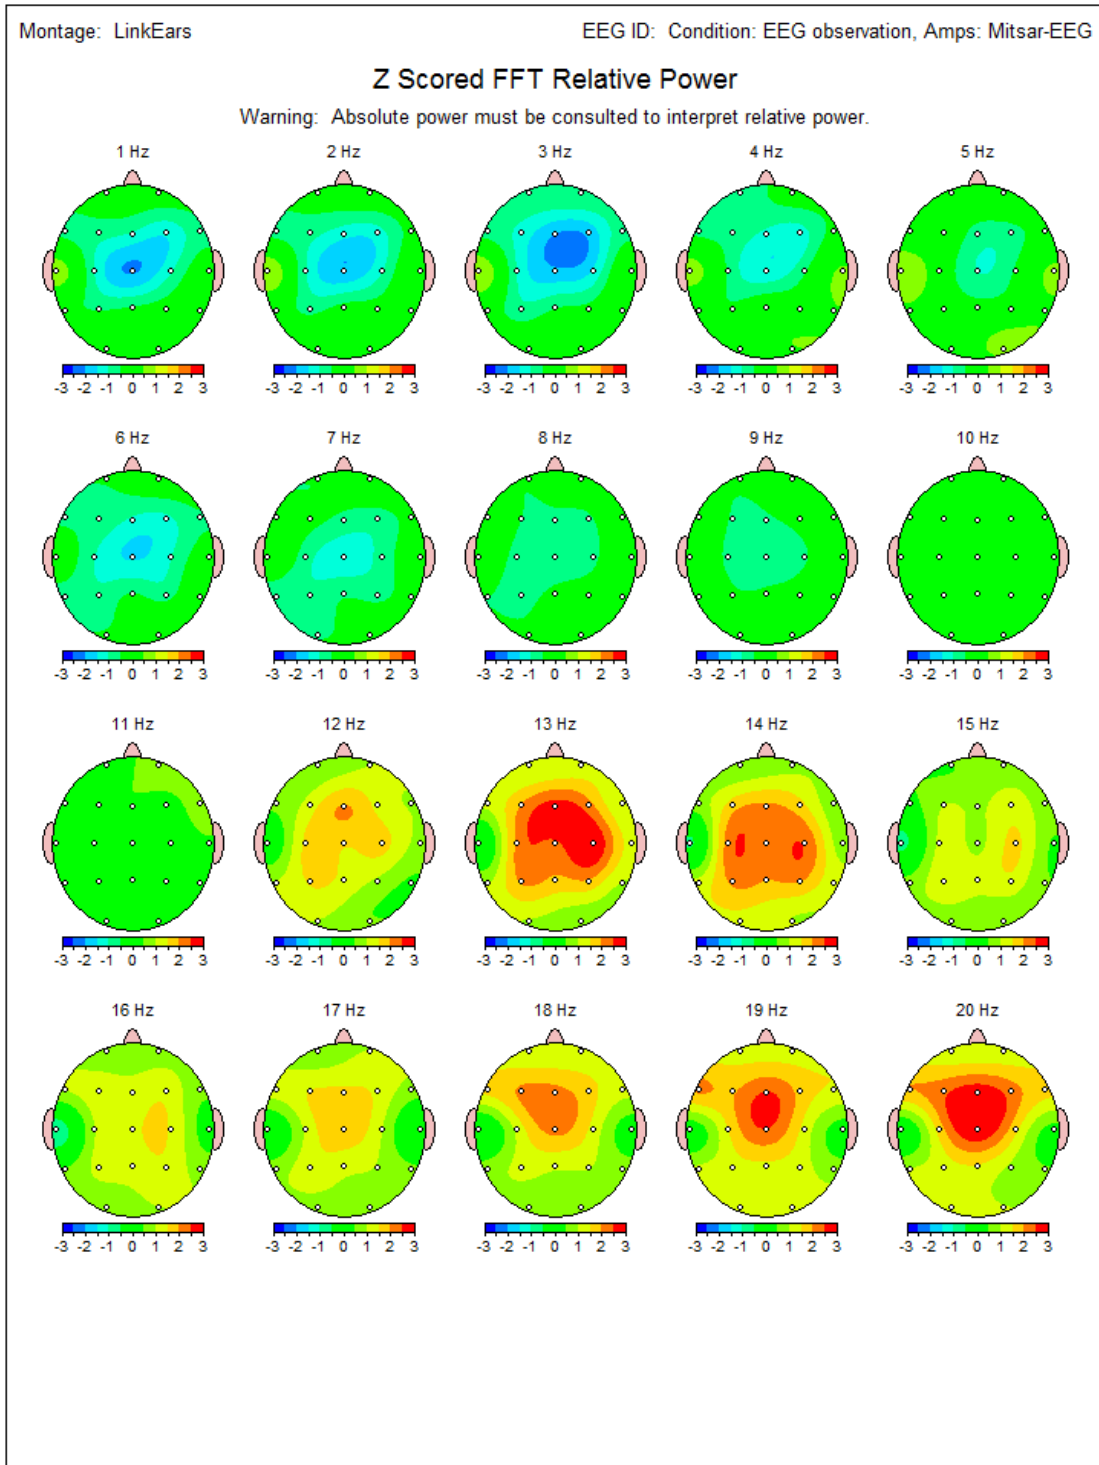 Montage: LinkEars EEG ID: Condition: EEG observation, Amps: Mitsar-EEG
Z Scored FFT Relative Power
Warning: Absolute power must be consulted to interpret relative power.
1 Hz 2 Hz 3 Hz 4 Hz 5 Hz
-3 -2 -1 0 1 2 3 -3 -2 -1 0 1 2 3 -3 -2 -1 0 1 2 3 -3 -2 -1 0 1 2 3 -3 -2 -1 0 1 2 3
6 Hz 7 Hz 8 Hz 9 Hz 10 Hz
-3 -2 -1 0 1 2 3 -3 -2 -1 0 1 2 3 -3 -2 -1 0 1 2 3 -3 -2 -1 0 1 2 3 -3 -2 -1 0 1 2 3
11 Hz 12 Hz 13 Hz 14 Hz 15 Hz
-3 -2 -1 0 1 2 3 -3 -2 -1 0 1 2 3 -3 -2 -1 0 1 2 3 -3 -2 -1 0 1 2 3 -3 -2 -1 0 1 2 3
16 Hz 17 Hz 18 Hz 19 Hz 20 Hz
-3 -2 -1 0 1 2 3 -3 -2 -1 0 1 2 3 -3 -2 -1 0 1 2 3 -3 -2 -1 0 1 2 3 -3 -2 -1 0 1 2 3